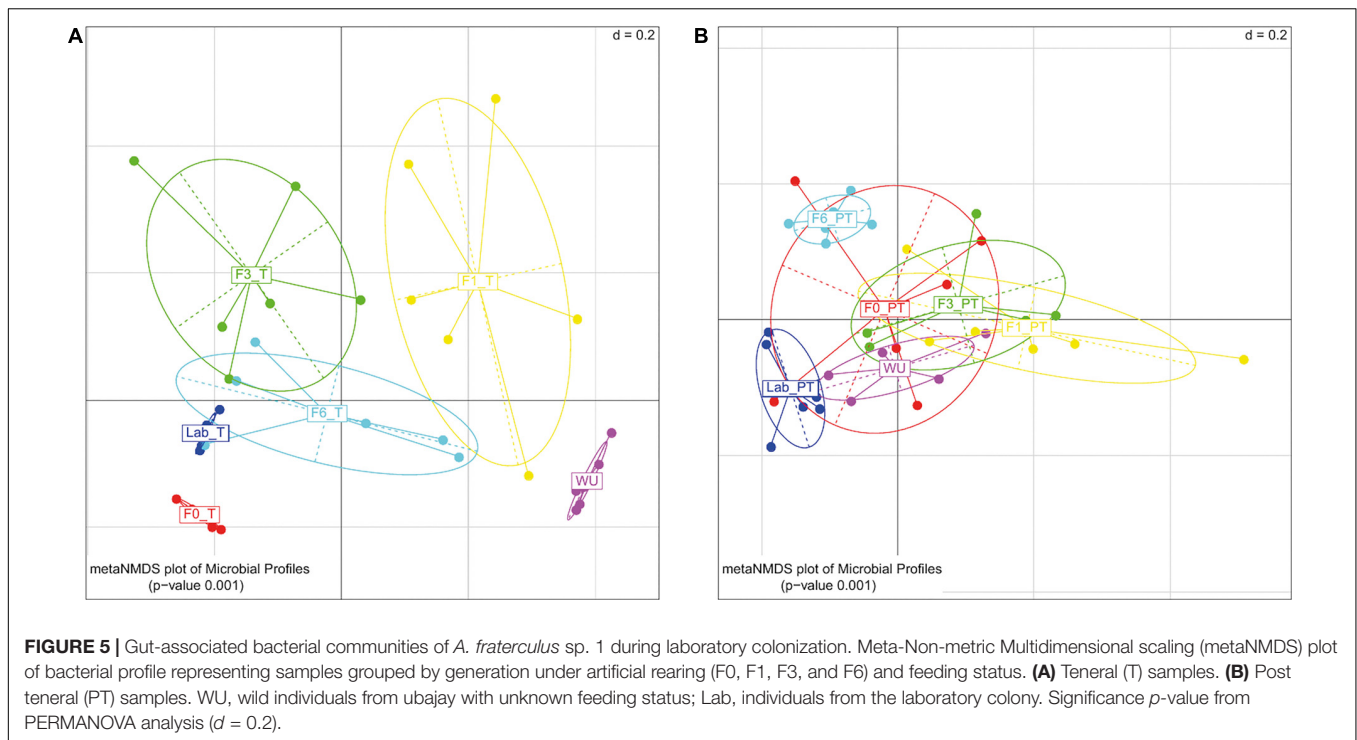 A
d = 0.2
F3_T
F1_T
F6_T
Lab_T
WU
F0_T
metaNMDS plot of Microbial Profiles
(p−value 0.001)
B
d = 0.2
F6_PT
F0_PT
F3_PT
F1_PT
WU
Lab_PT
metaNMDS plot of Microbial Profiles
(p−value 0.001)
FIGURE 5 | Gut-associated bacterial communities of A. fraterculus sp. 1 during laboratory colonization. Meta-Non-metric Multidimensional scaling (metaNMDS) plot
of bacterial profile representing samples grouped by generation under artificial rearing (F0, F1, F3, and F6) and feeding status. (A) Teneral (T) samples. (B) Post
teneral (PT) samples. WU, wild individuals from ubajay with unknown feeding status; Lab, individuals from the laboratory colony. Significance p-value from
PERMANOVA analysis (d = 0.2).